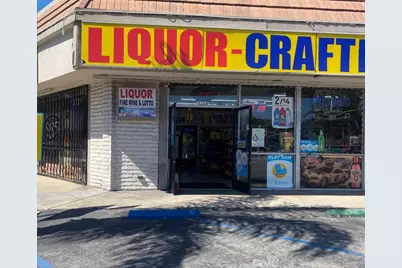 LIQUOR-CRAFT
LIQUOR
FINE WINE & LOTTO
2/$4
PLAY NOW